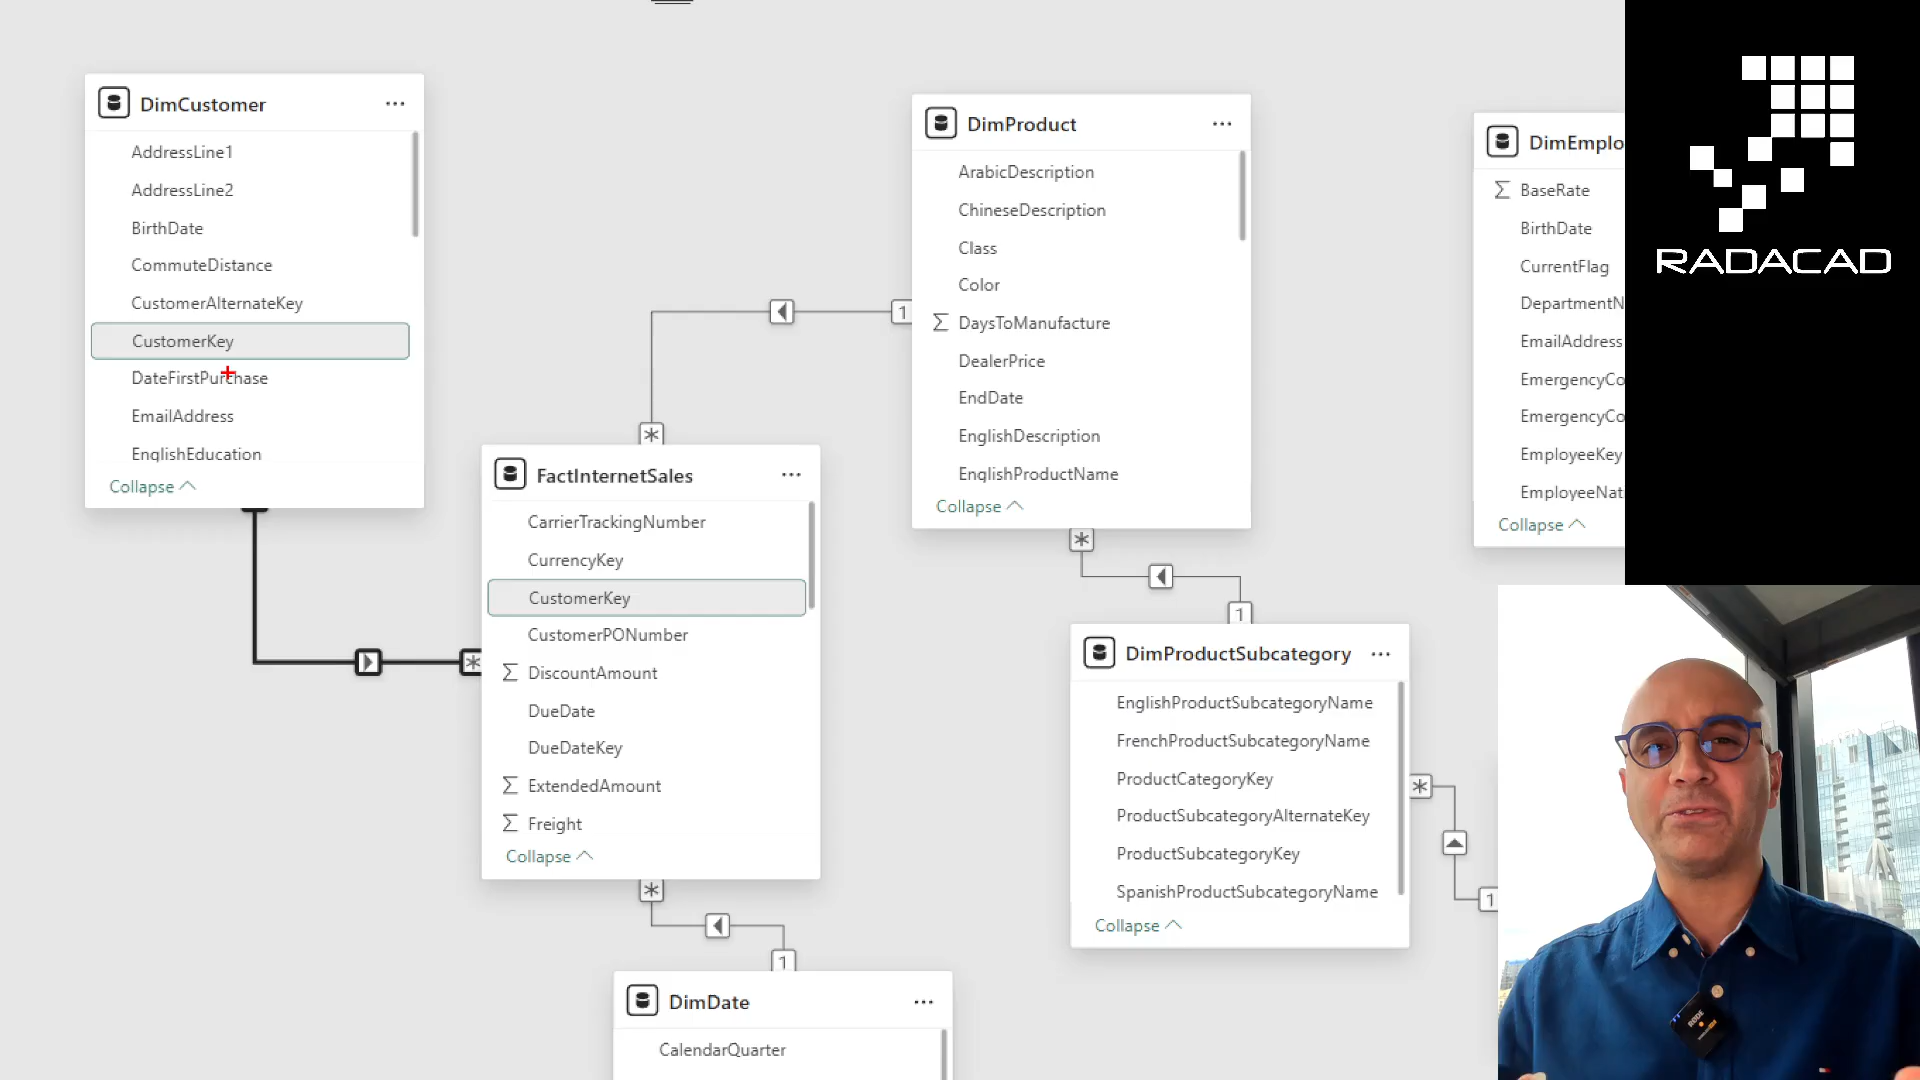 DimCustomer
AddressLine1
AddressLine2
BirthDate
CommuteDistance
CustomerAlternateKey
CustomerKey
DateFirstPurchase
EmailAddress
EnglishEducation
Collapse
FactInternetSales
CarrierTrackingNumber
CurrencyKey
CustomerKey
CustomerPONumber
DiscountAmount
DueDate
DueDateKey
ExtendedAmount
Freight
Collapse
DimDate
CalendarQuarter
DimProduct
ArabicDescription
ChineseDescription
Class
Color
DaysToManufacture
DealerPrice
EndDate
EnglishDescription
EnglishProductName
Collapse
1
1
1
1
DimProductSubcategory
EnglishProductSubcategoryName
FrenchProductSubcategoryName
ProductCategoryKey
ProductSubcategoryAlternateKey
ProductSubcategoryKey
SpanishProductSubcategoryName
Collapse
DimEmplo
BaseRate
BirthDate
CurrentFlag
DepartmentN
EmailAddress
EmergencyCo
EmergencyCo
EmployeeKey
EmployeeNat
Collapse
RADACAD
RODE